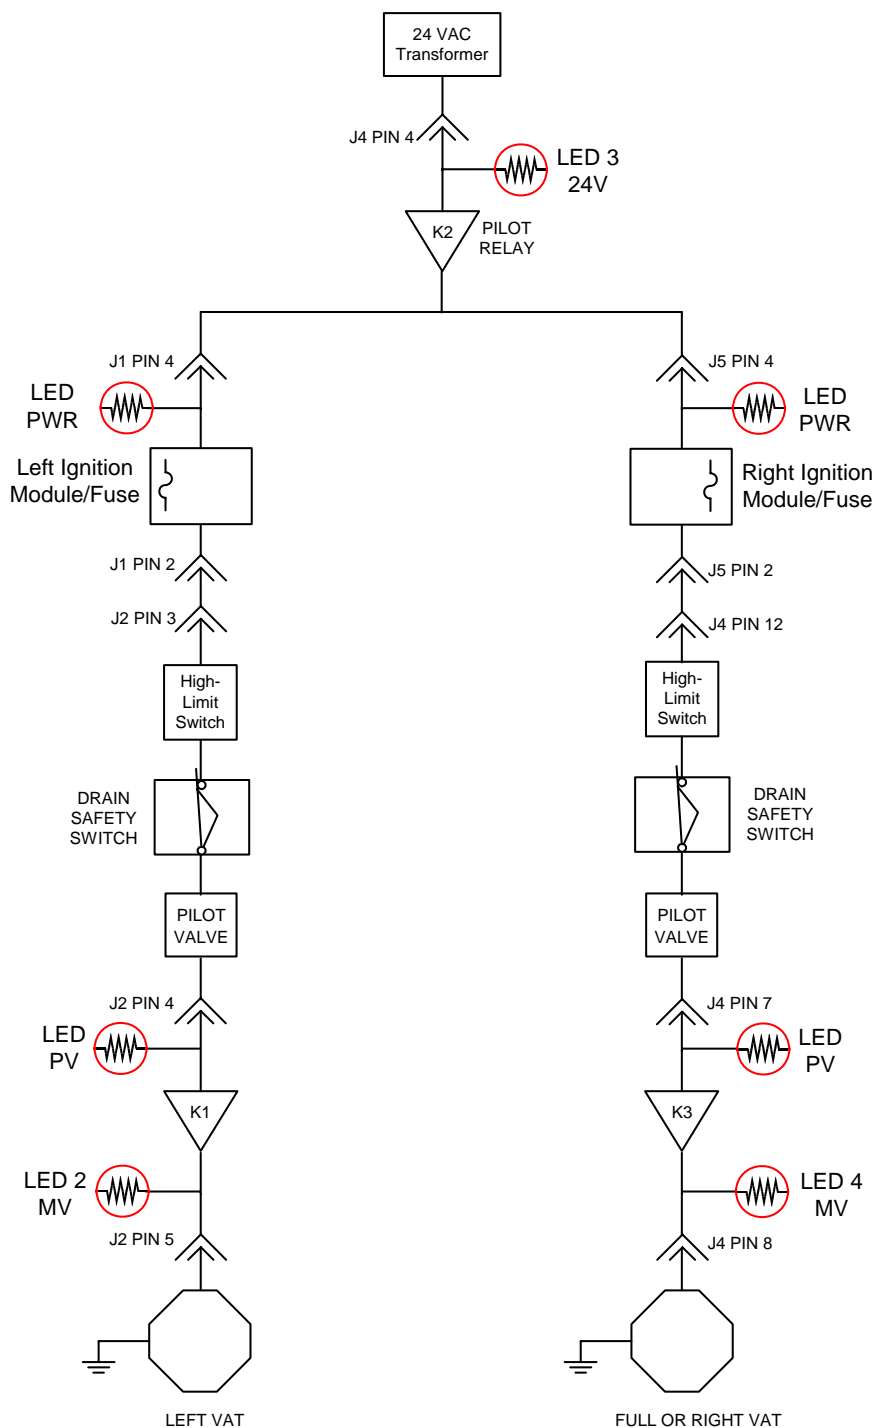 24 VAC
Transformer
J4 PIN 4
LED 3
24V
K2
PILOT
RELAY
J1 PIN 4
J5 PIN 4
LED
PWR
LED
PWR
Left Ignition
Module/Fuse
Right Ignition
Module/Fuse
J1 PIN 2
J5 PIN 2
J2 PIN 3
J4 PIN 12
High-
Limit
Switch
High-
Limit
Switch
DRAIN
SAFETY
SWITCH
DRAIN
SAFETY
SWITCH
PILOT
VALVE
PILOT
VALVE
J2 PIN 4
J4 PIN 7
LED
PV
LED
PV
K1
K3
LED 2
MV
LED 4
MV
J2 PIN 5
J4 PIN 8
LEFT VAT
FULL OR RIGHT VAT